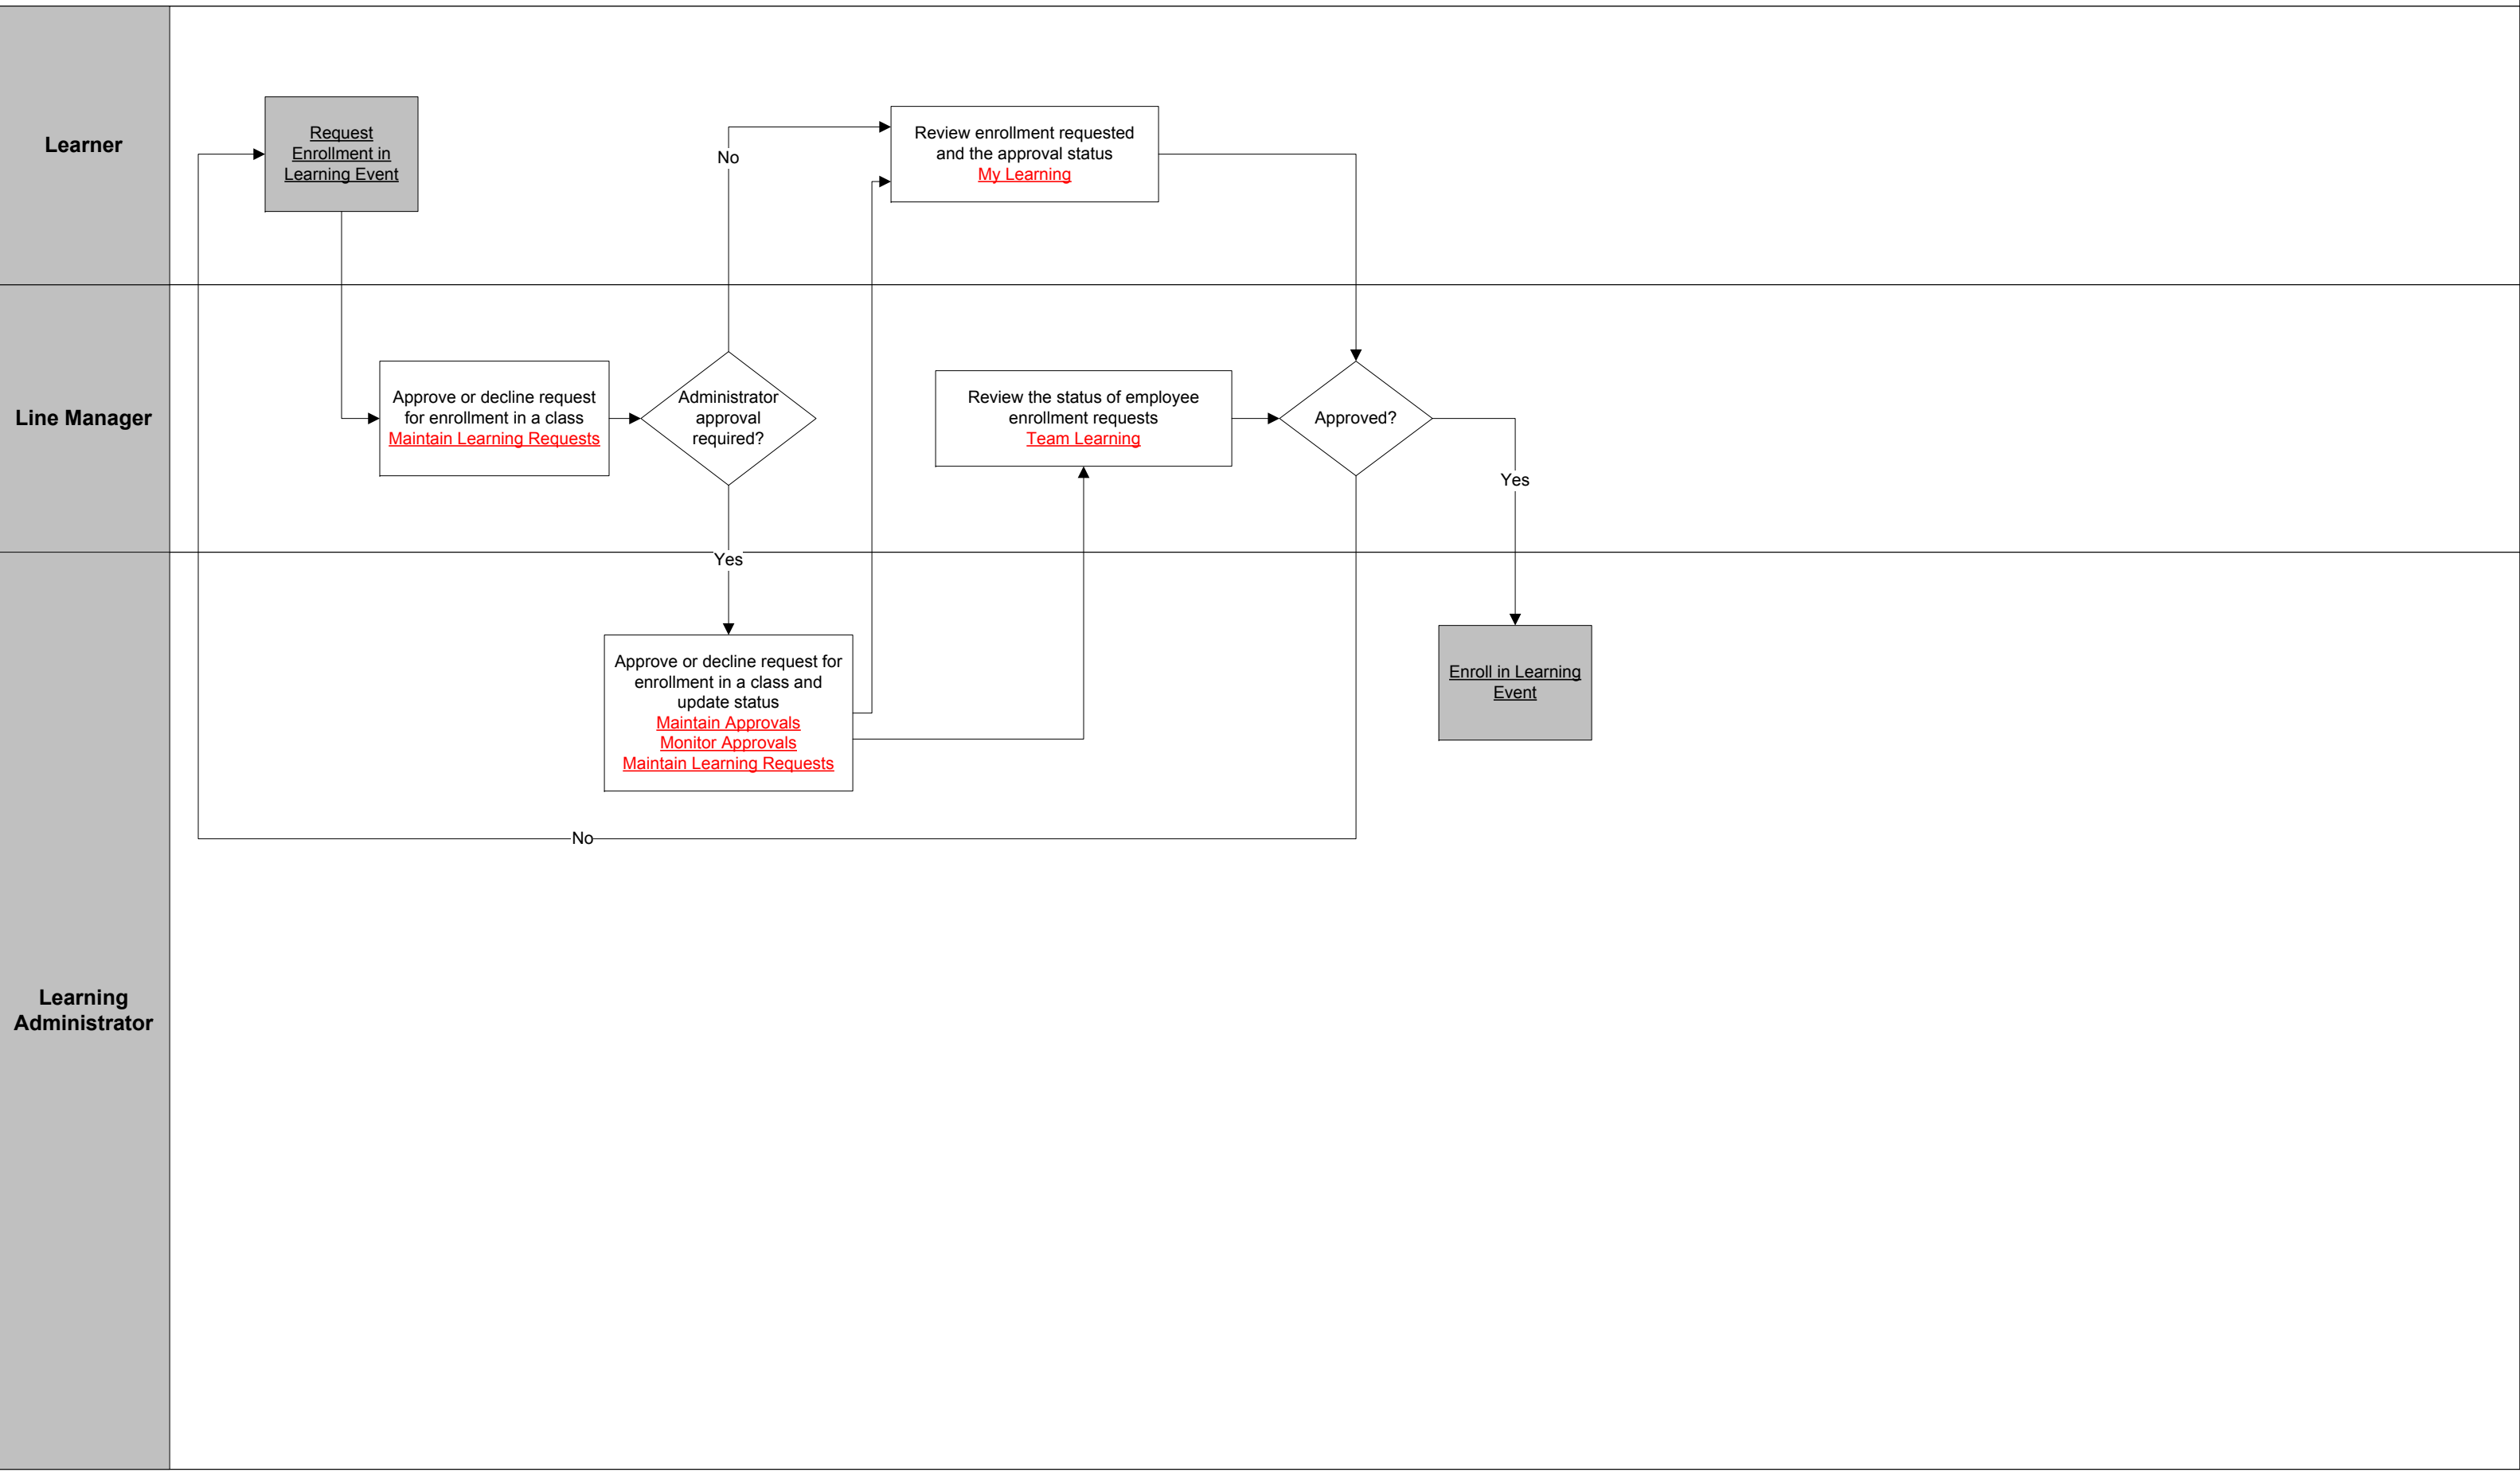 Learner
Request
Enrollment in
Learning Event
No
Review enrollment requested
and the approval status
My Learning
Line Manager
Approve or decline request
for enrollment in a class
Maintain Learning Requests
Administrator
approval
required?
Review the status of employee
enrollment requests
Team Learning
Approved?
Yes
Yes
Learning
Administrator
Approve or decline request for
enrollment in a class and
update status
Maintain Approvals
Monitor Approvals
Maintain Learning Requests
Enroll in Learning
Event
No